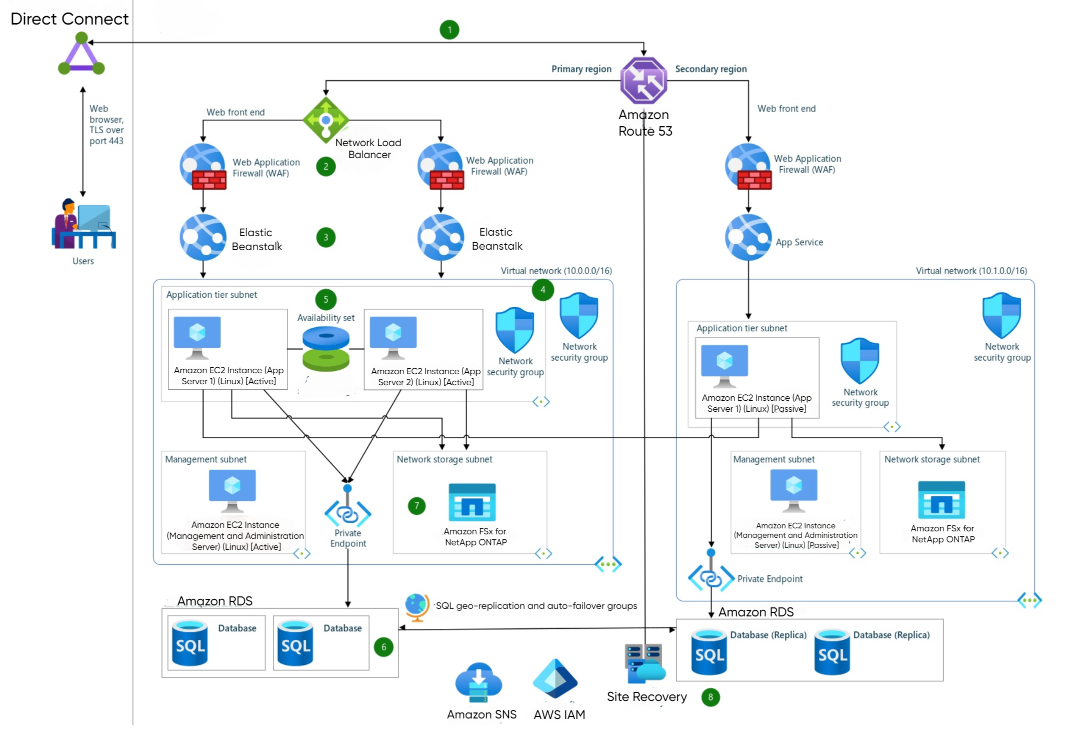 Direct Connect
1
Primary region
Secondary region
Web
browser,
TLS over
port 443
Web front end
Web front end
Amazon
Route 53
Network Load
Balancer
Web Application
Firewall (WAF)
2
Web Application
Firewall (WAF)
Web Application
Firewall (WAF)
Elastic
Beanstalk
3
Elastic
Beanstalk
App Service
Users
Virtual network (10.0.0.0/16)
Virtual network (10.1.0.0/16)
Application tier subnet
5
4
Availability set
Amazon EC2 Instance (App
Server 1) (Linux) [Active]
Amazon EC2 Instance (App
Server 2) (Linux) [Active]
Network
security group
Network
security group
Application tier subnet
Amazon EC2 Instance (App
Server 1) (Linux) [Passive]
Network
security group
Network
security group
Management subnet
Amazon EC2 Instance
(Management and Administration
Server) (Linux) [Active]
Private
Endpoint
Network storage subnet
7
Amazon FSx for
NetApp ONTAP
Management subnet
Amazon EC2 Instance
(Management and Administration
Server) (Linux) [Passive]
Network storage subnet
Amazon FSx for
NetApp ONTAP
Private Endpoint
Amazon RDS
SQL
Database
SQL
Database
6
SQL geo-replication and auto-failover groups
Amazon RDS
SQL
Database (Replica)
SQL
Database (Replica)
Amazon SNS
AWS IAM
Site Recovery
8